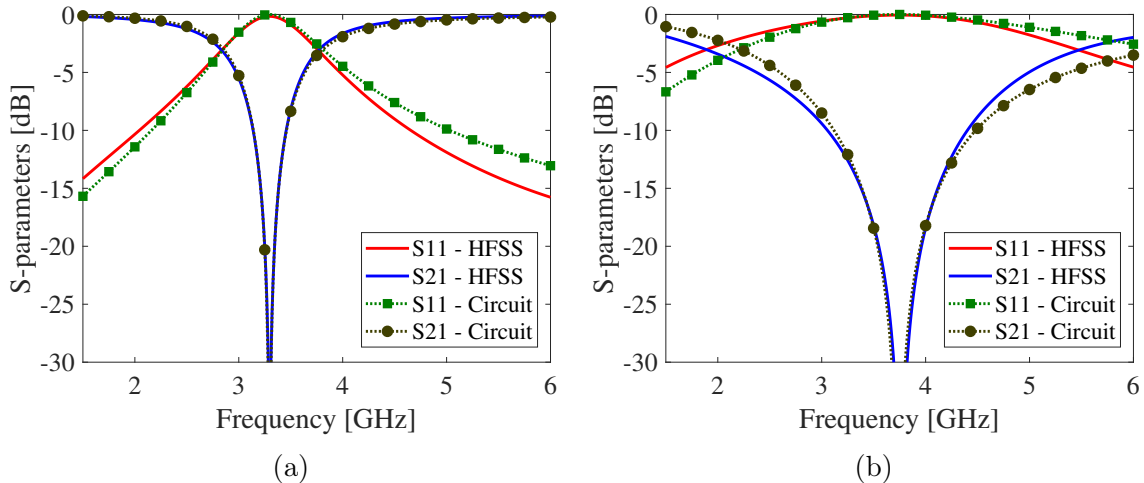 S-parameters [dB]
0
-5
-10
-15
-20
-25
-30
2
3
4
5
6
Frequency [GHz]
S11 - HFSS
S21 - HFSS
S11 - Circuit
S21 - Circuit
(a)
S-parameters [dB]
0
-5
-10
-15
-20
-25
-30
2
3
4
5
6
Frequency [GHz]
S11 - HFSS
S21 - HFSS
S11 - Circuit
S21 - Circuit
(b)